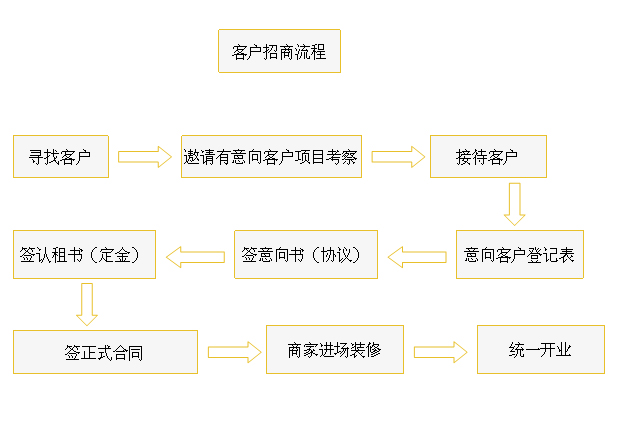 客户招商流程
寻找客户
邀请有意向客户项目考察
接待客户
意向客户登记表
签意向书（协议）
签认租书（定金）
签正式合同
商家进场装修
统一开业